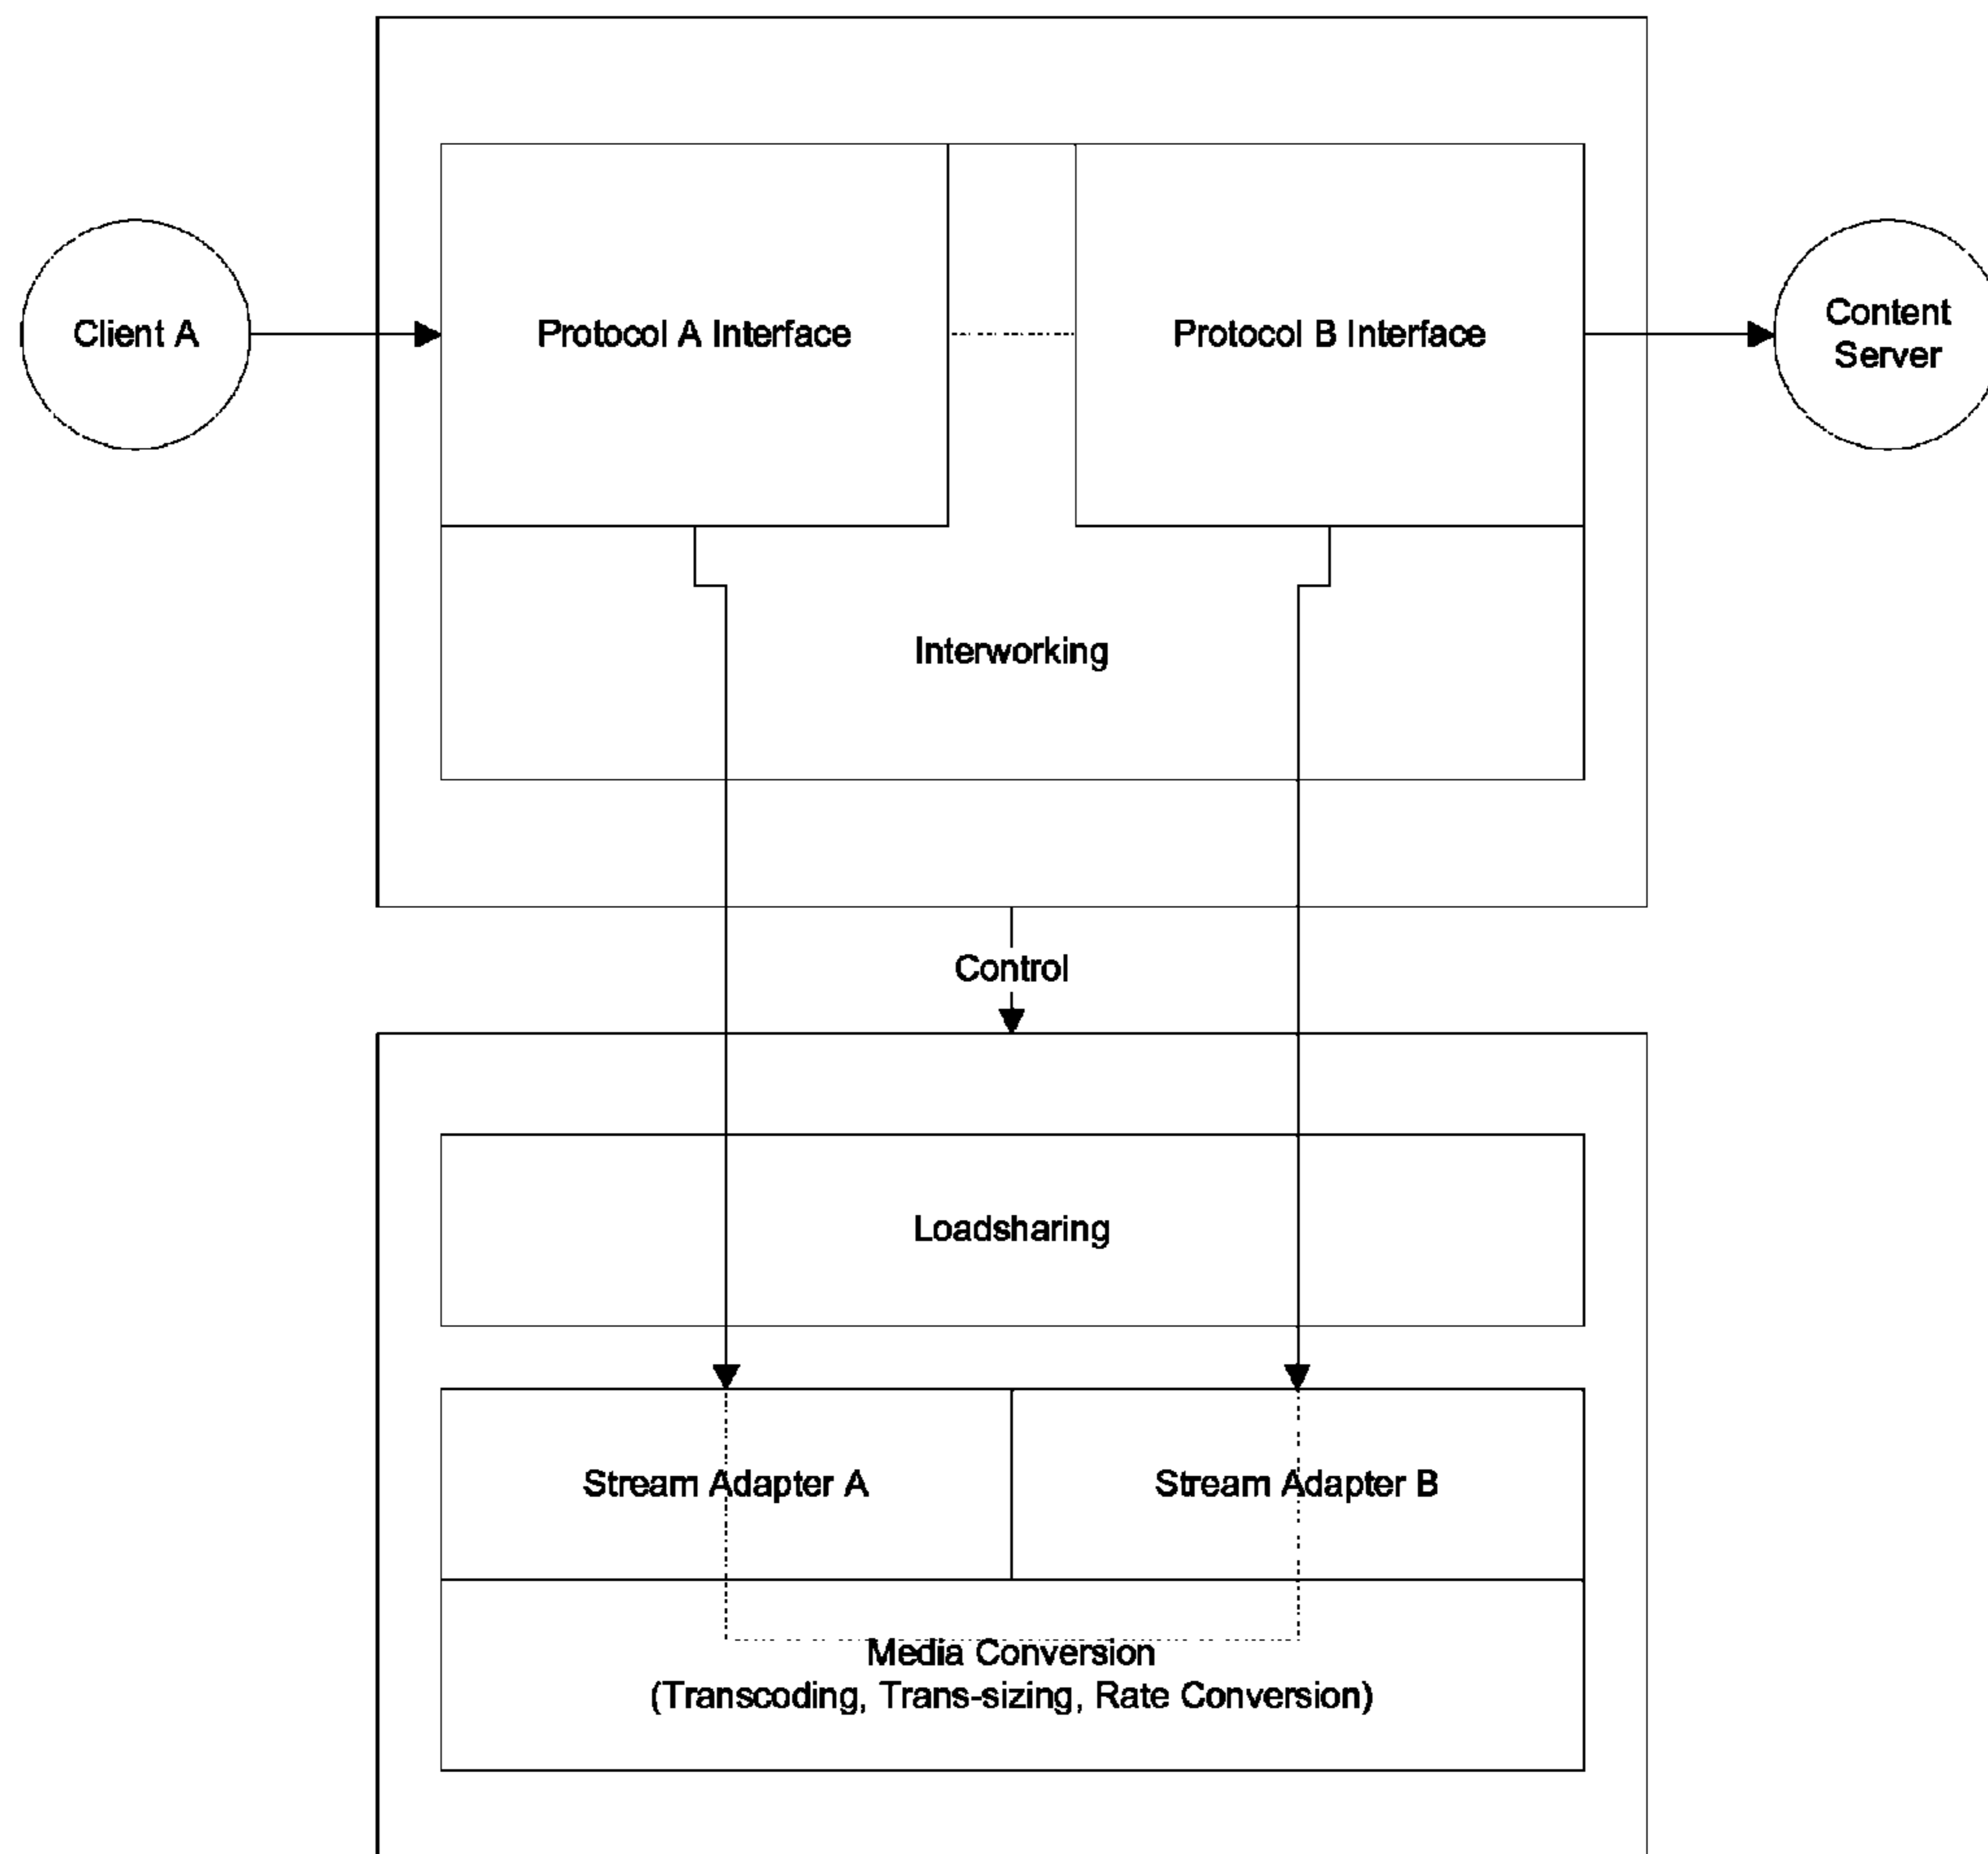 Client A
Protocol A Interface
Protocol B Interface
Content
Server
Interworking
Control
Loadsharing
Stream Adapter A
Stream Adapter B
Media Conversion
(Transcoding, Trans-sizing, Rate Conversion)